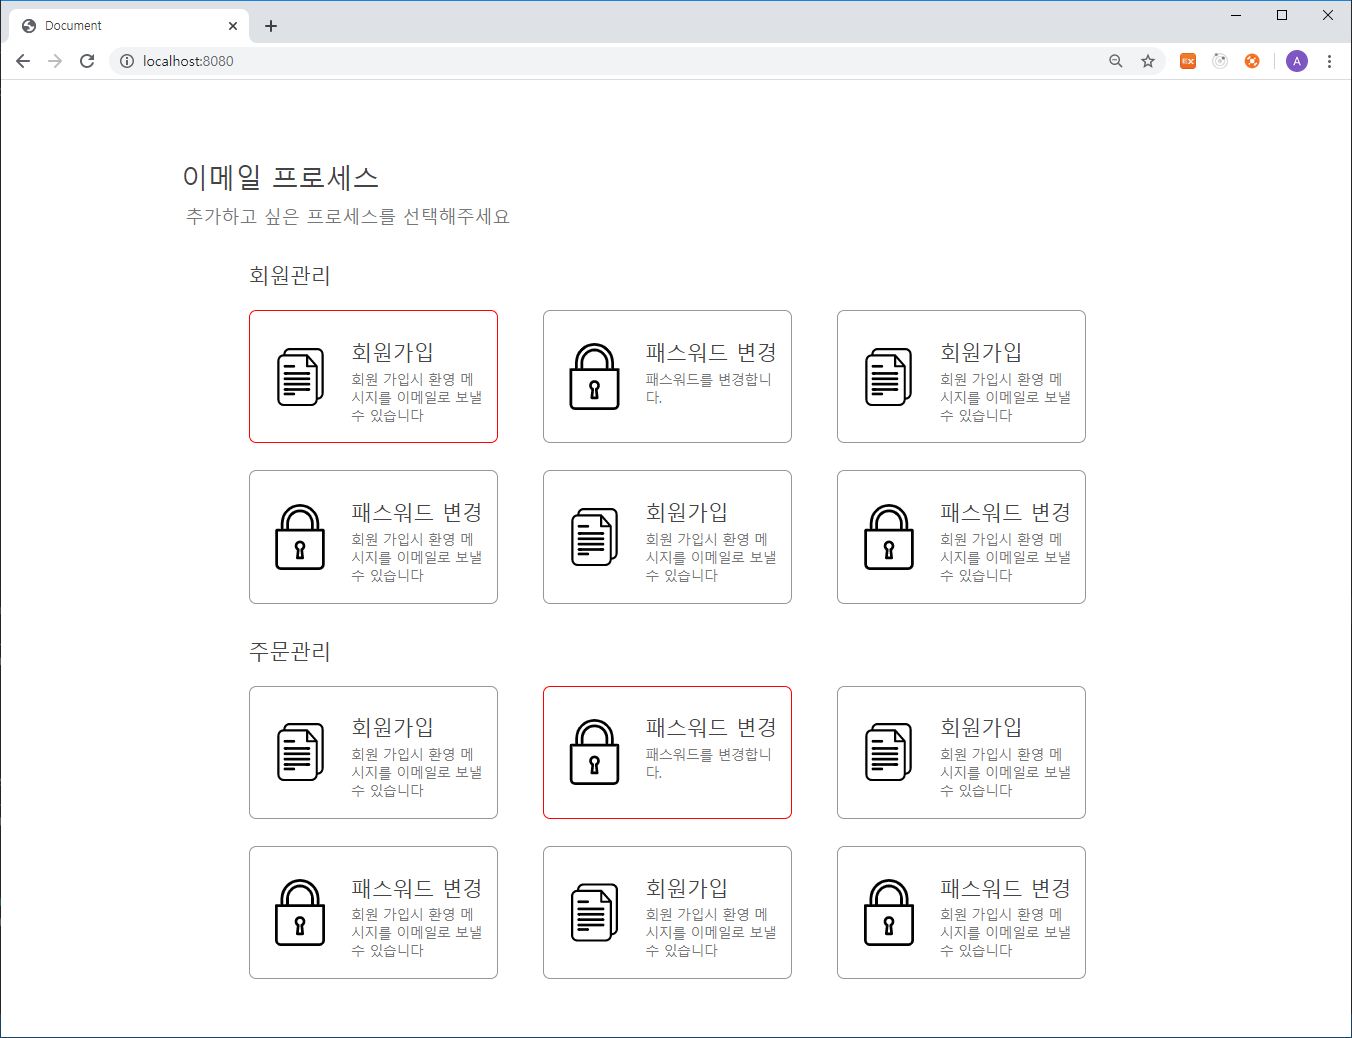 Document
localhost:8080
A
이메일 프로세스
추가하고 싶은 프로세스를 선택해주세요
회원관리
회원가입
회원 가입시 환영 메
시지를 이메일로 보낼
수 있습니다
패스워드 변경
패스워드를 변경합니
다.
회원가입
회원 가입시 환영 메
시지를 이메일로 보낼
수 있습니다
패스워드 변경
회원 가입시 환영 메
시지를 이메일로 보낼
수 있습니다
회원가입
회원 가입시 환영 메
시지를 이메일로 보낼
수 있습니다
패스워드 변경
회원 가입시 환영 메
시지를 이메일로 보낼
수 있습니다
주문관리
회원가입
회원 가입시 환영 메
시지를 이메일로 보낼
수 있습니다
패스워드 변경
패스워드를 변경합니
다.
회원가입
회원 가입시 환영 메
시지를 이메일로 보낼
수 있습니다
패스워드 변경
회원 가입시 환영 메
시지를 이메일로 보낼
수 있습니다
회원가입
회원 가입시 환영 메
시지를 이메일로 보낼
수 있습니다
패스워드 변경
회원 가입시 환영 메
시지를 이메일로 보낼
수 있습니다